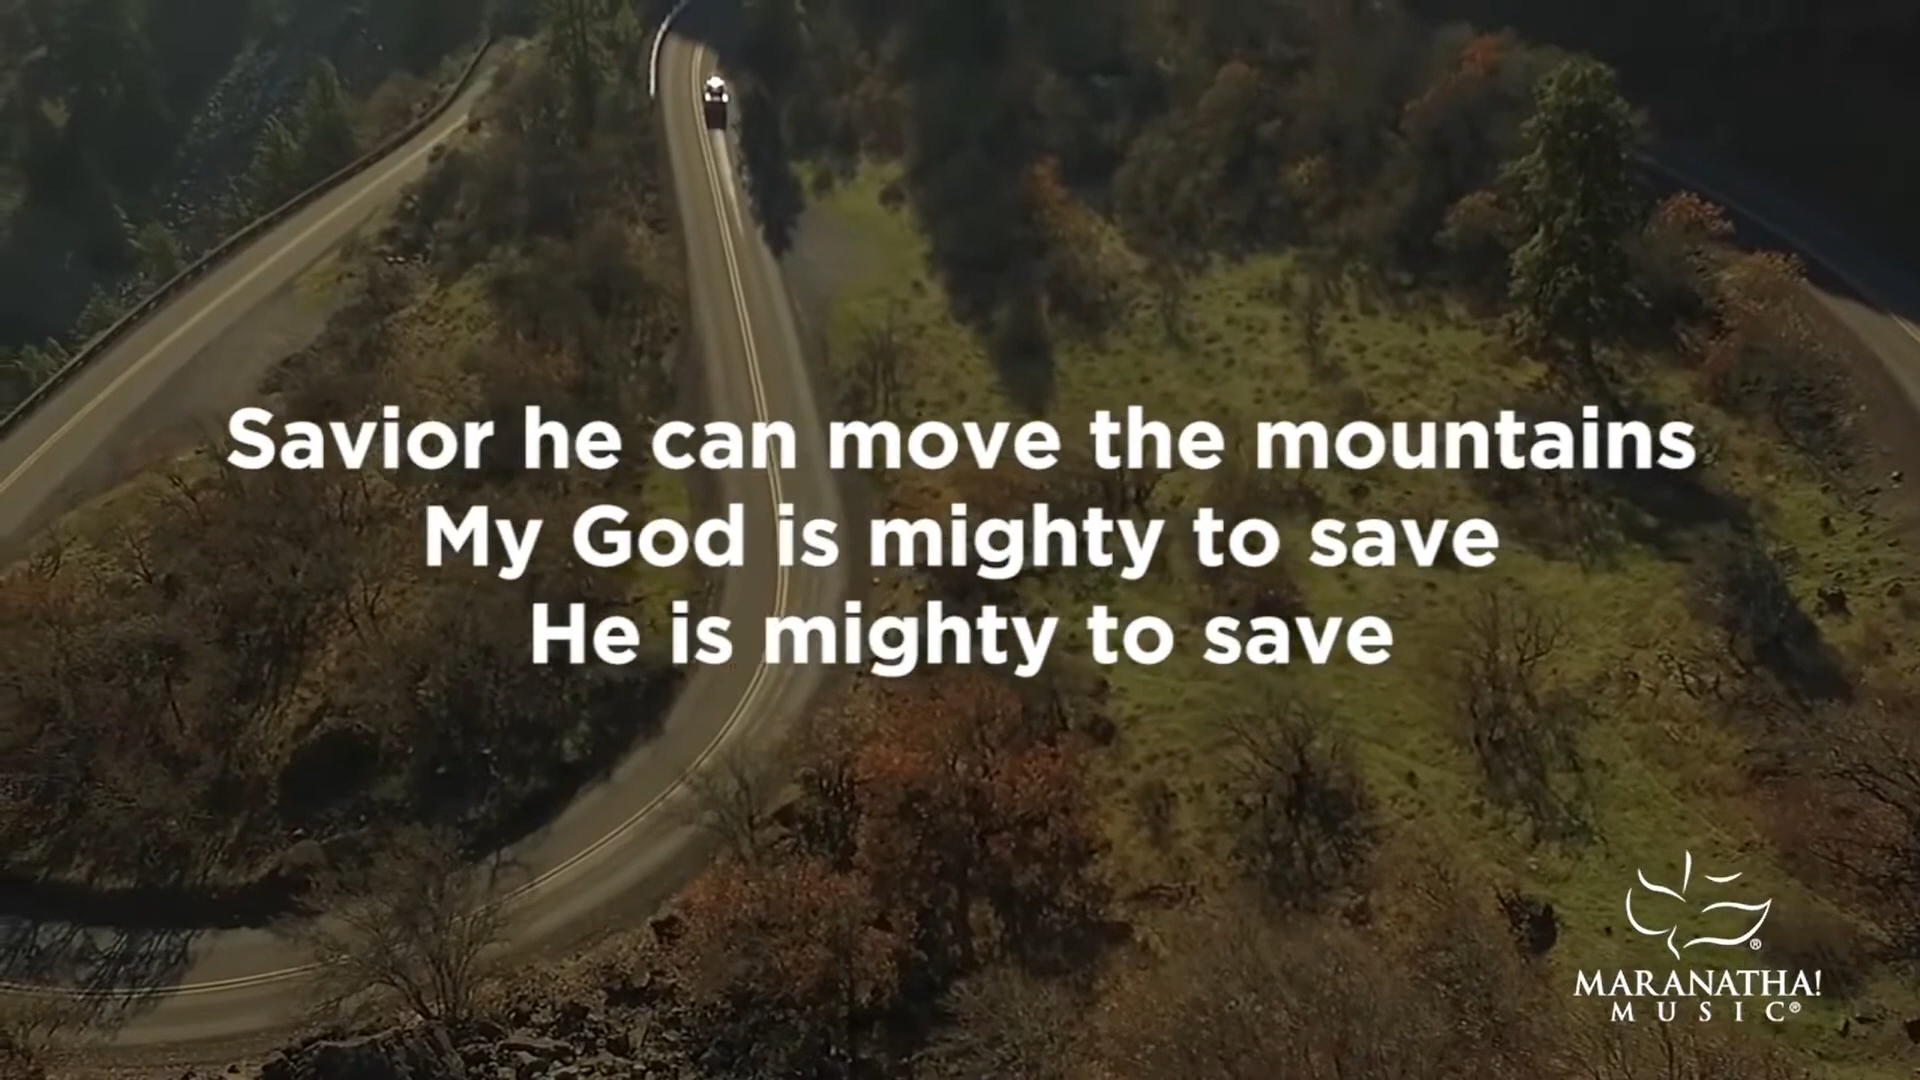 Savior he can move the mountains
My God is mighty to save
He is mighty to save
®
MARANATHA!
MUSIC®